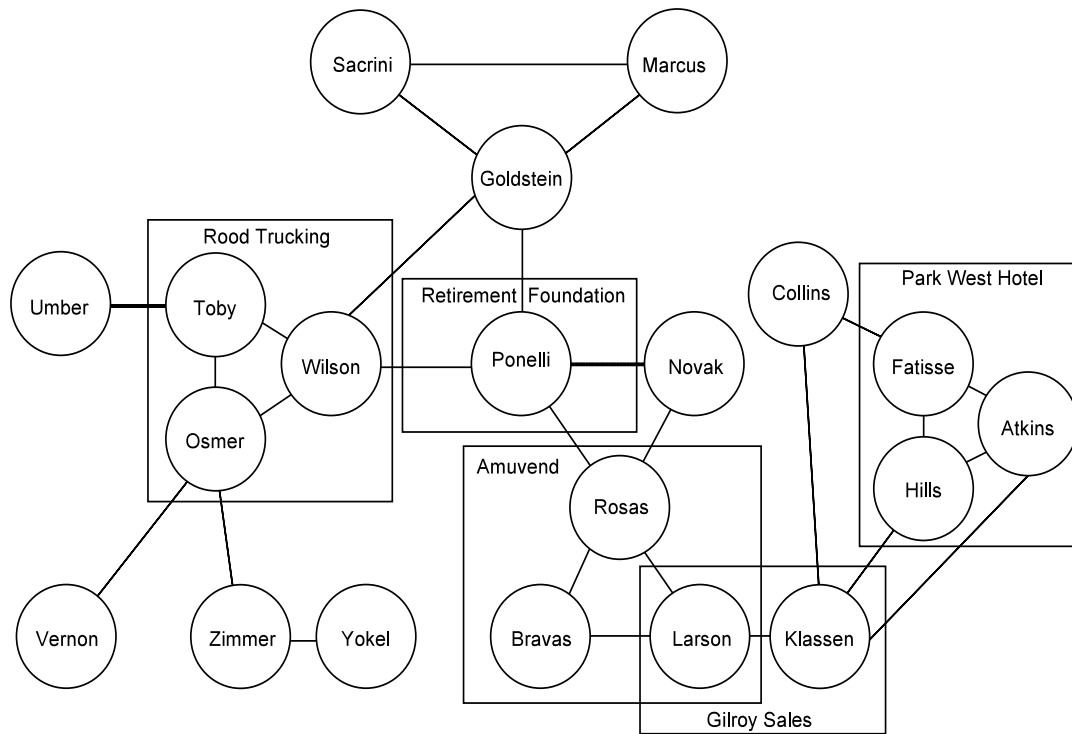 Sacrini
Marcus
Goldstein
Rood Trucking
Umber
Toby
Wilson
Osmer
Retirement Foundation
Ponelli
Novak
Collins
Park West Hotel
Fatisse
Atkins
Hills
Amuvend
Rosas
Vernon
Zimmer
Yokel
Bravas
Larson
Klassen
Gilroy Sales